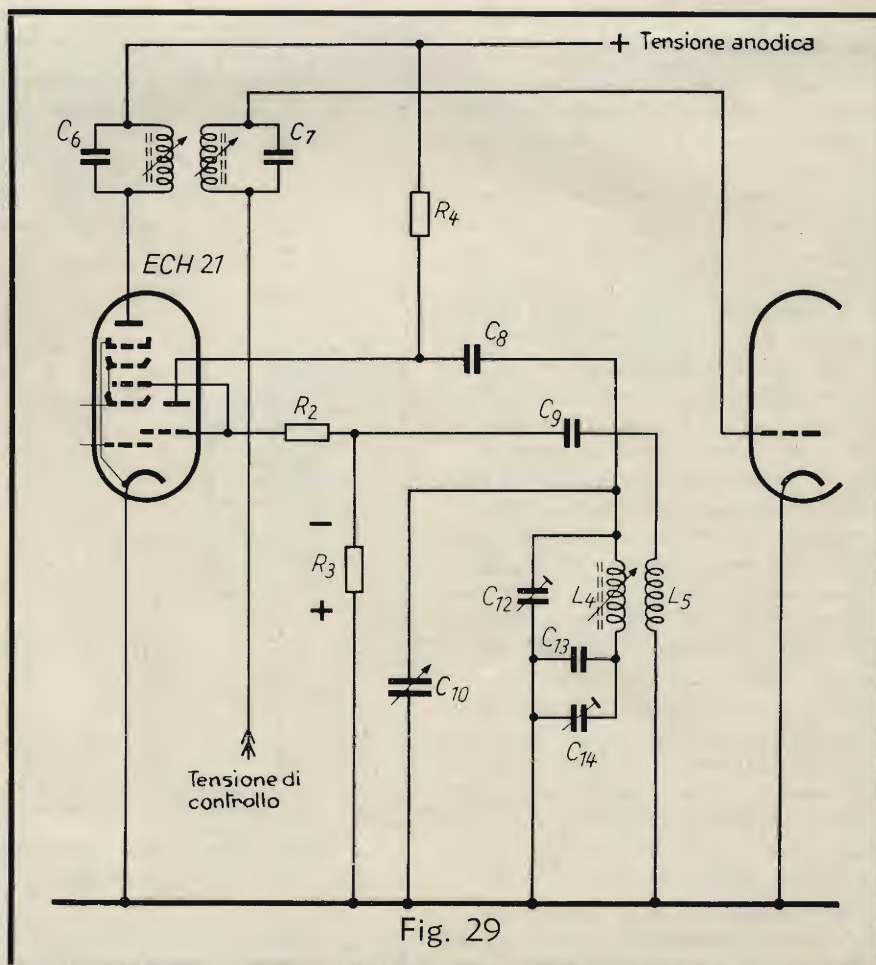 + Tensione anodica
C6
C7
R4
ECH 21
C8
R2
C9
–
R3
+
C12
L4
L5
C13
C10
C14
Tensione di
controllo
Fig. 29